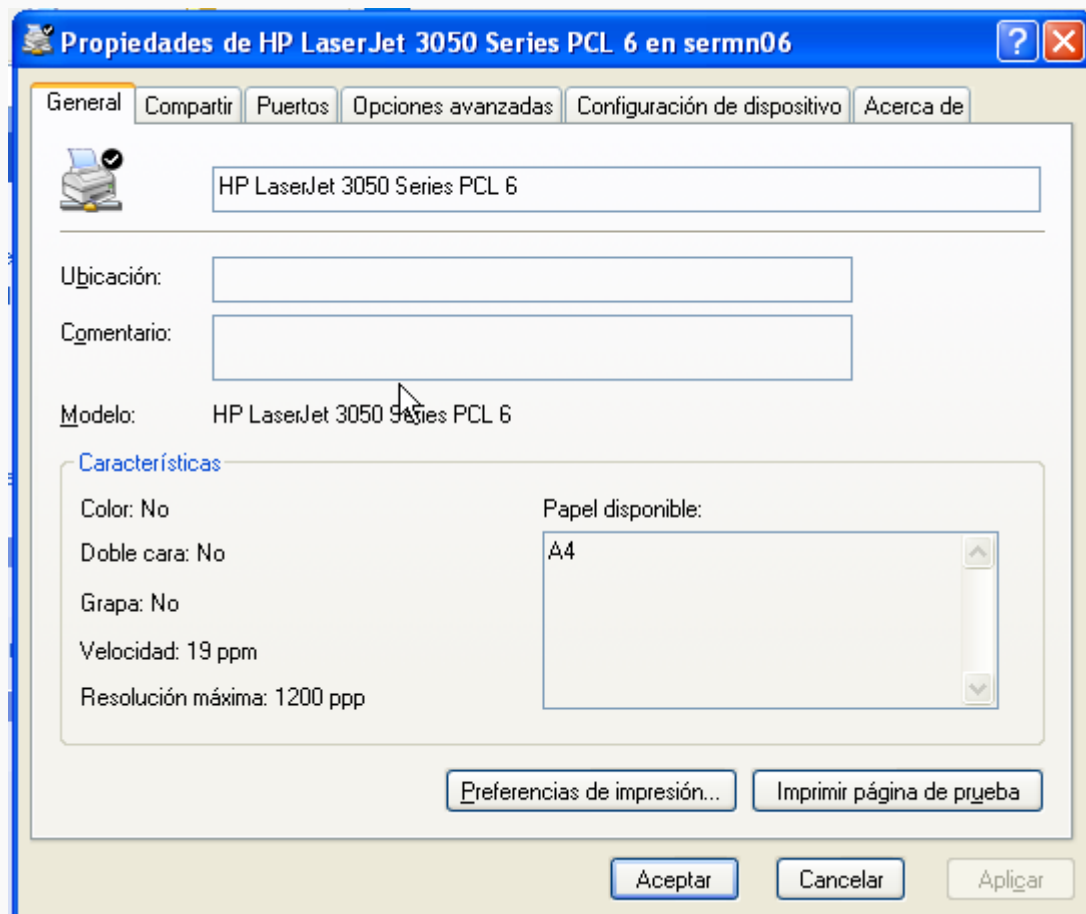 Propiedades de HP LaserJet 3050 Series PCL 6 en sermn06
General Compartir Puertos Opciones avanzadas Configuración de dispositivo Acerca de
HP LaserJet 3050 Series PCL 6
Ubicación:
Comentario:
Modelo: HP LaserJet 3050 Series PCL 6
Características
Color: No Papel disponible:
Doble cara: No A4
Grapa: No
Velocidad: 19 ppm
Resolución máxima: 1200 ppp
Preferencias de impresión... Imprimir página de prueba
Aceptar Cancelar Aplicar